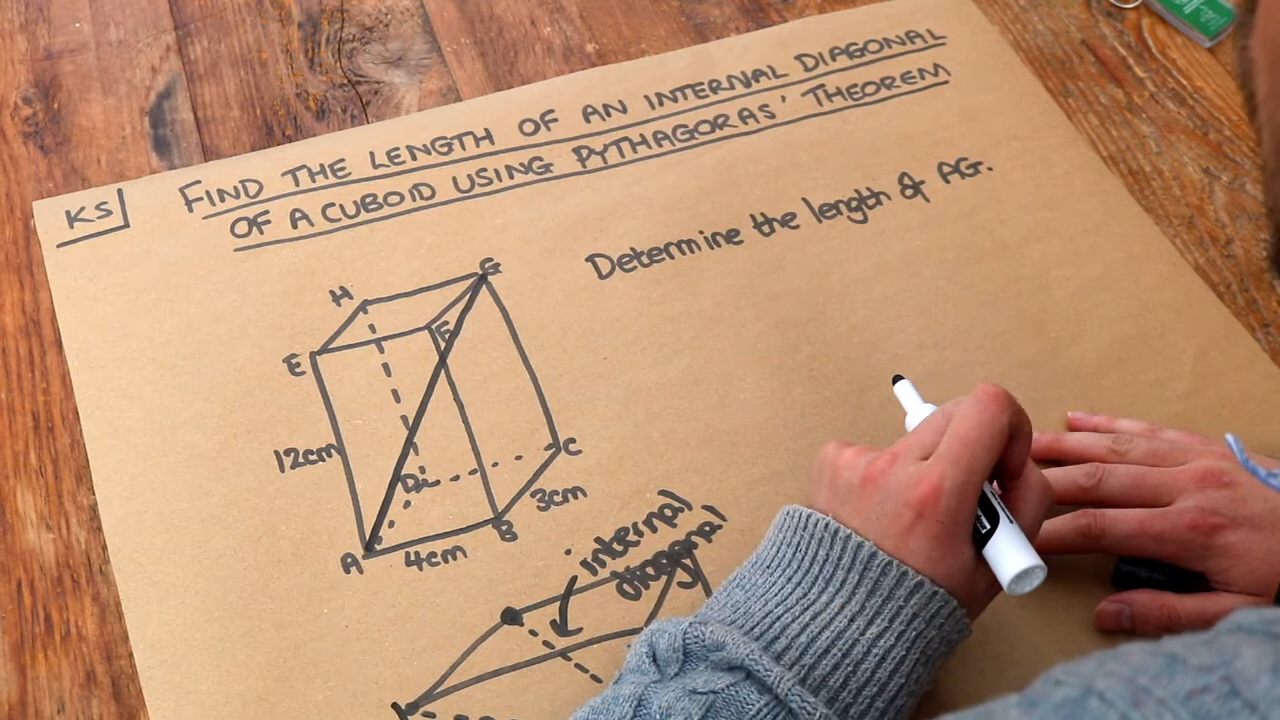 KS
FIND THE LENGTH OF AN INTERNAL DIAGONAL
OF A CUBOID USING PYTHAGORAS' THEOREM
Determine the length of AG.
H
G
E
F
12cm
D
C
3cm
B
A
4cm
internal
diagonal